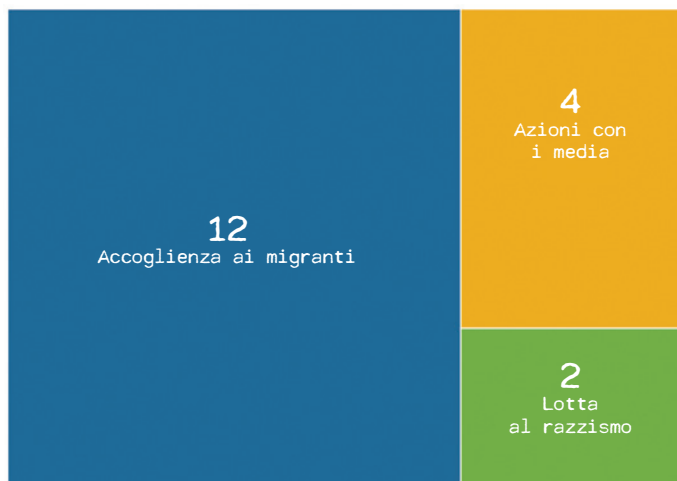 12
Accoglienza ai migranti
4
Azioni con
i media
2
Lotta
al razzismo